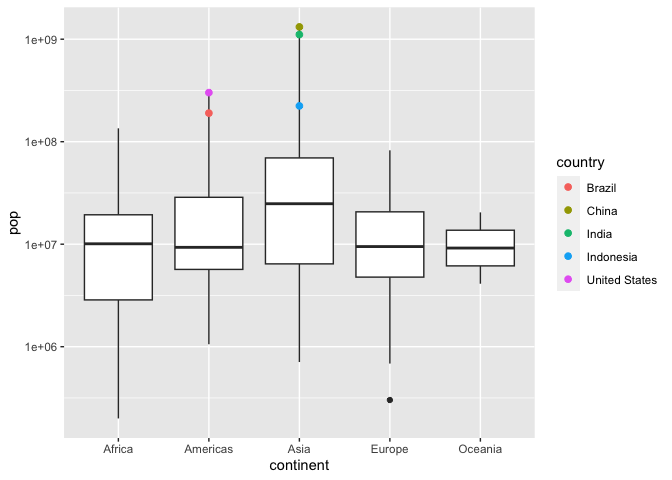 1e+09
1e+08
1e+07
1e+06
pop
Africa Americas Asia Europe Oceania
continent
country
Brazil
China
India
Indonesia
United States